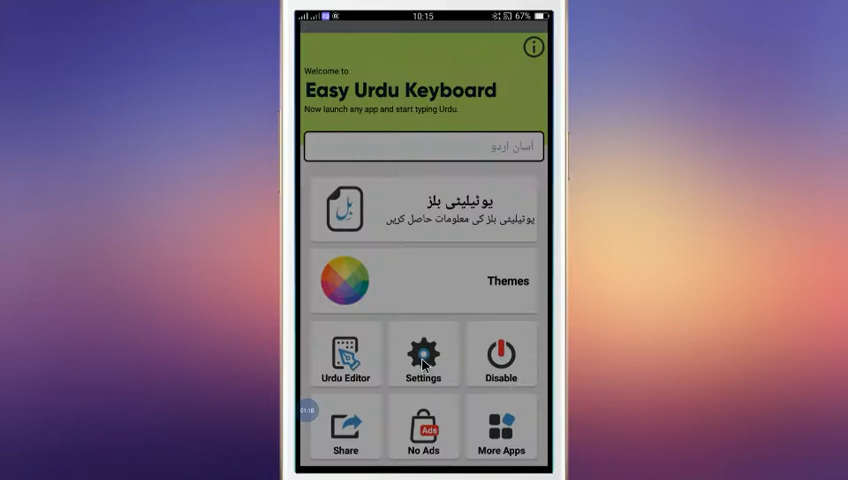 10:15
67%
Welcome to
Easy Urdu Keyboard
Now launch any app and start typing Urdu.
آسان اردو
بل
یوٹیلیٹی بلز
یوٹیلیٹی بلز کی معلومات حاصل کریں
Themes
Urdu Editor
Settings
Disable
01:16
Share
Ads
No Ads
More Apps